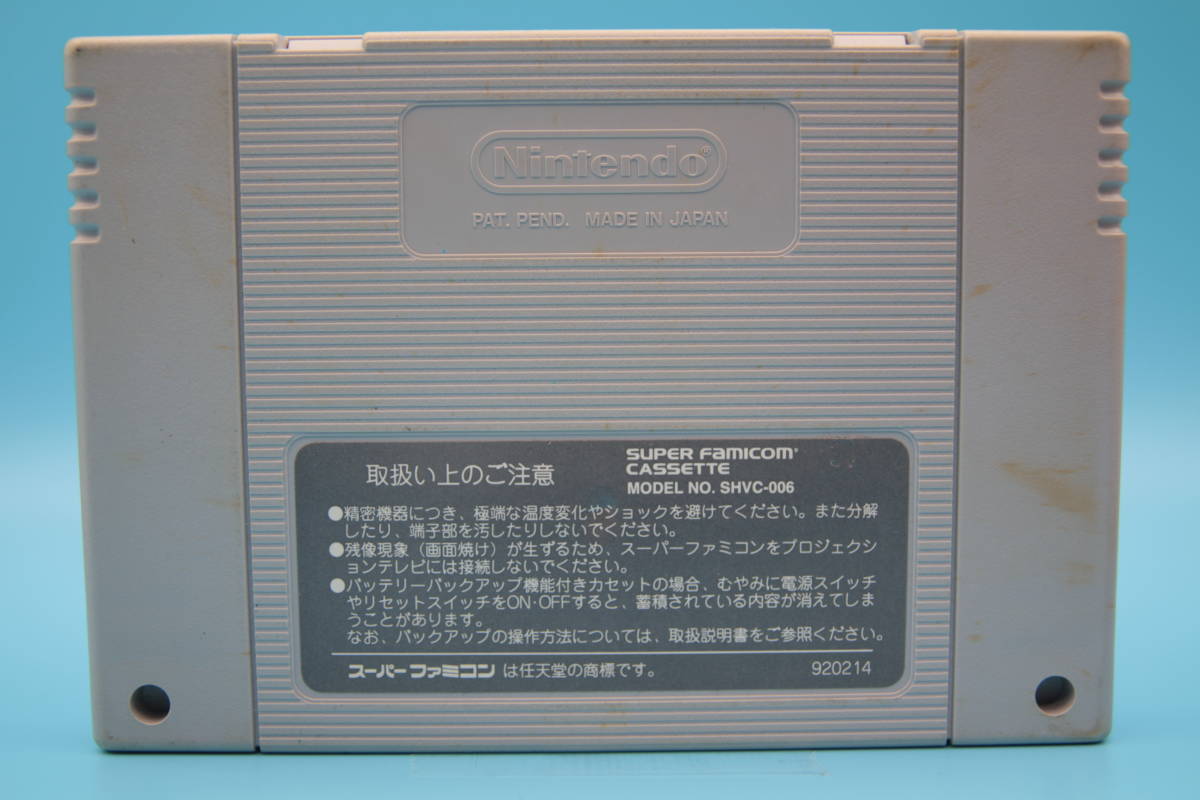 Nintendo®
PAT. PEND. MADE IN JAPAN
取扱い上のご注意
SUPER FAMICOM
CASSETTE
MODEL NO. SHVC-006
●精密機器につき、極端な温度変化やショックを避けてください。また分解
したり、端子部を汚したりしないでください。
●残像現象（画面焼け）が生ずるため、スーパーファミコンをプロジェクシ
ョンテレビには接続しないでください。
●バッテリーバックアップ機能付きカセットの場合、むやみに電源スイッチ
やリセットスイッチをON·OFFすると、蓄積されている内容が消えてしま
うことがあります。
なお、バックアップの操作方法については、取扱説明書をご参照ください。
スーパーファミコン は任天堂の商標です。
920214